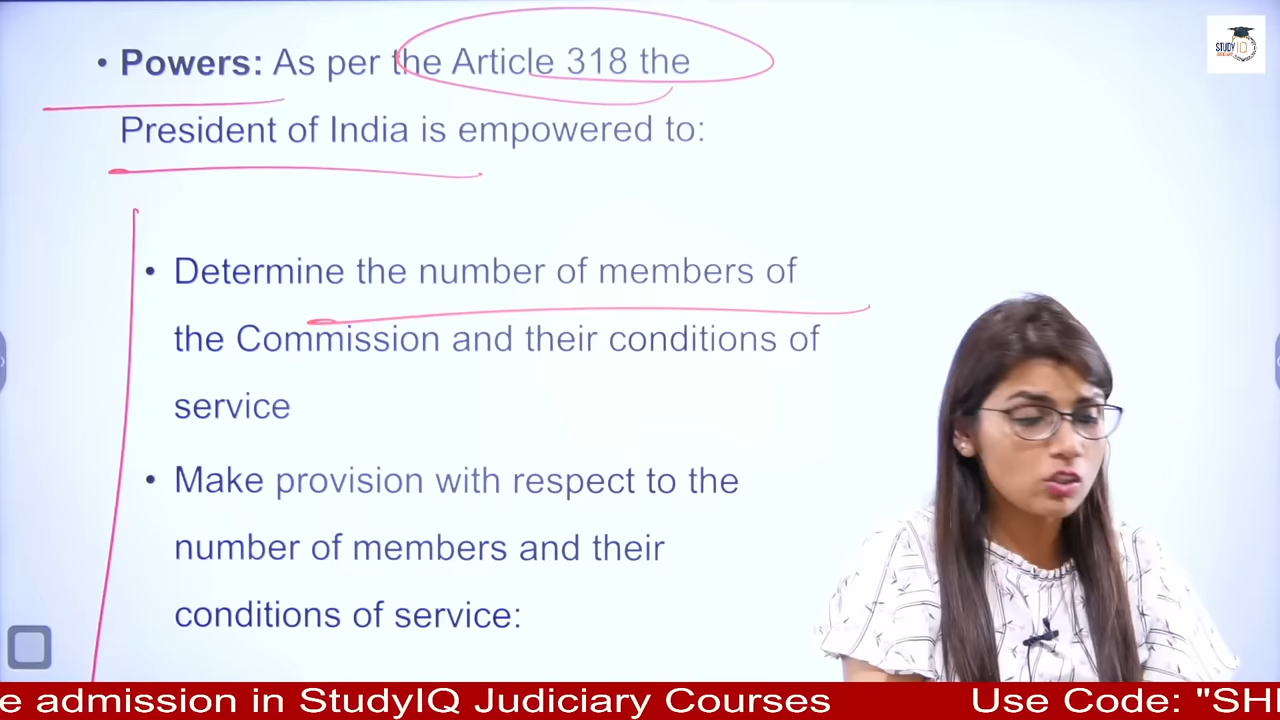 • Powers: As per the Article 318 the
President of India is empowered to:
• Determine the number of members of
the Commission and their conditions of
service
• Make provision with respect to the
number of members and their
conditions of service:
STUDY IQ
e admission in StudyIQ Judiciary Courses Use Code: "SHI